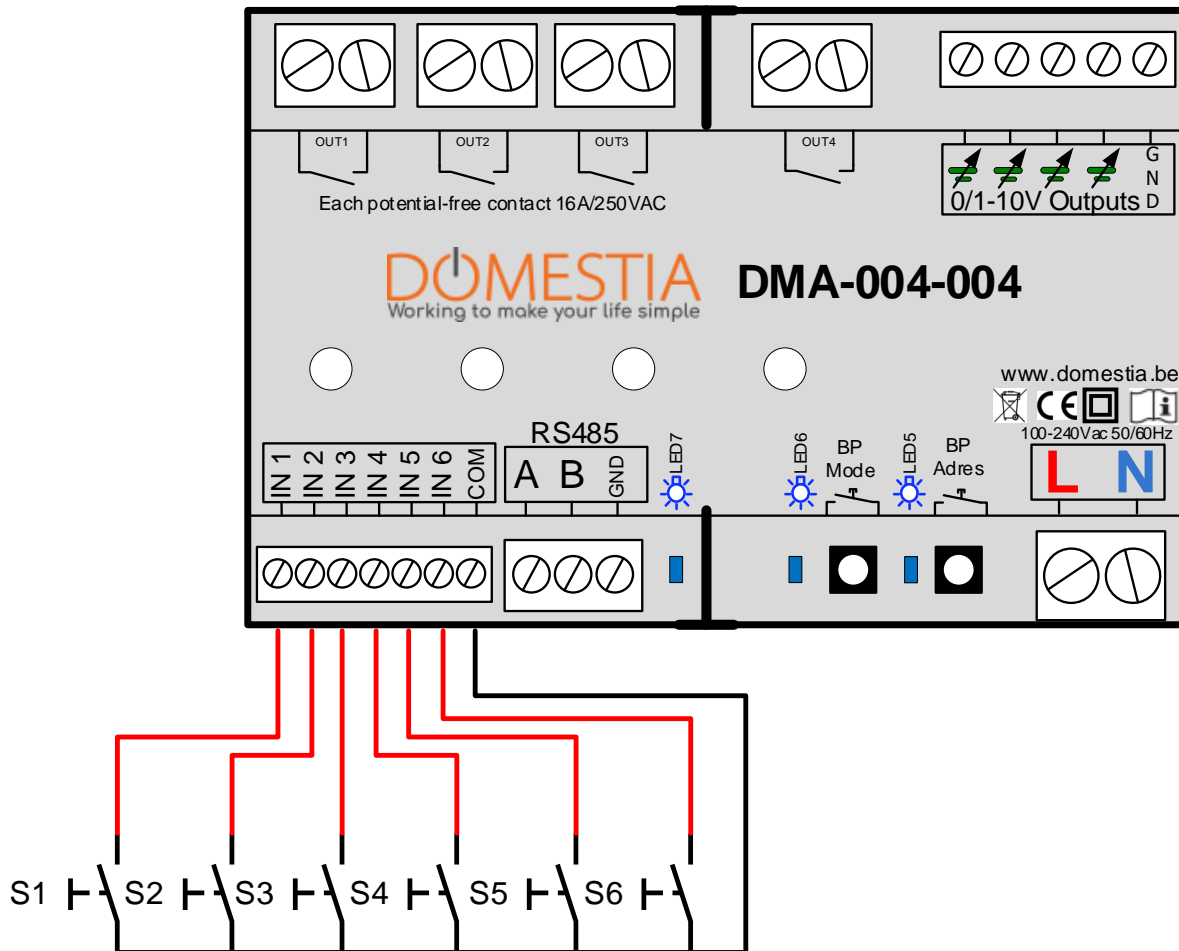 OUT1 OUT2 OUT3 OUT4
GND
Each potential-free contact 16A/250VAC
0/1-10V Outputs
DOMESTIA
Working to make your life simple
DMA-004-004
www.domestia.be
CE
i
100-240Vac 50/60Hz
IN 1 IN 2 IN 3 IN 4 IN 5 IN 6 COM
RS485
A B GND
LED7
LED6
BP
Mode
LED5
BP
Adres
L N
S1 S2 S3 S4 S5 S6